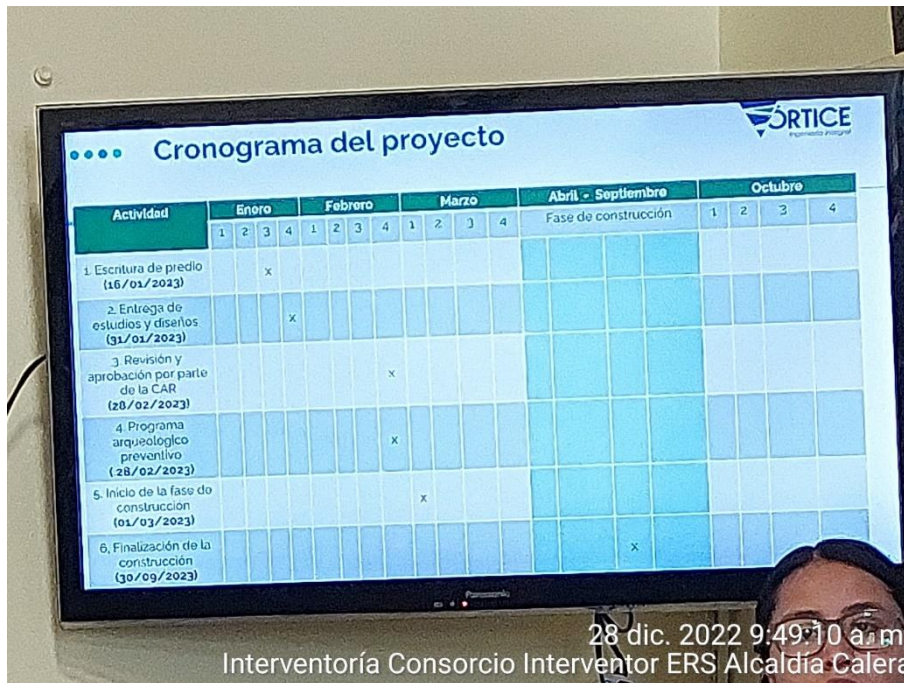 Cronograma del proyecto
VÓRTICE
Ingeniería Integral
Actividad Enero Febrero Marzo Abril - Septiembre Octubre
1 2 3 4 1 2 3 4 1 2 3 4 Fase de construcción 1 2 3 4
1. Escritura de predio
(16/01/2023)
x
2. Entrega de
estudios y diseños
(31/01/2023)
x
3. Revisión y
aprobación por parte
de la CAR
(28/02/2023)
x
4. Programa
arqueologico
preventivo
(28/02/2023)
x
5. Inicio de la fase de
construcción
(01/03/2023)
x
6, Finalización de la
construcción
(30/09/2023)
x
Panasonic
28 dic. 2022 9:49:10 a. m
Interventoría Consorcio Interventor ERS Alcaldía Calera